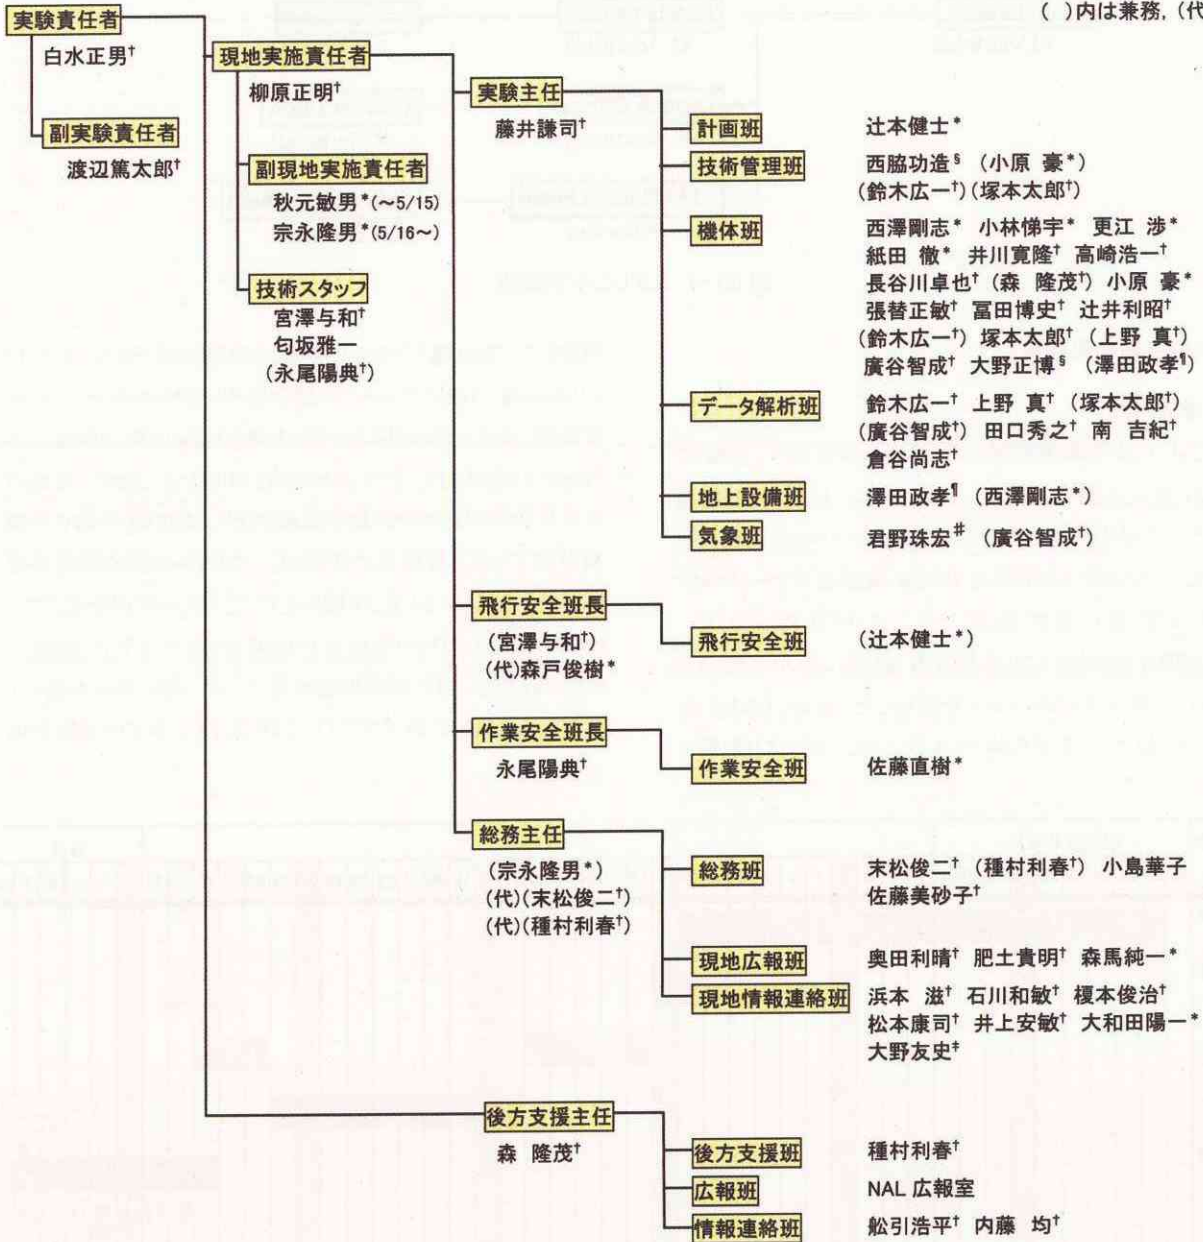 ( )内は兼務, (代
実験責任者
白水正男†
副実験責任者
渡辺篤太郎†
現地実施責任者
柳原正明†
副現地実施責任者
秋元敏男*(～5/15)
宗永隆男*(5/16～)
技術スタッフ
宮澤与和†
匂坂雅一
(永尾陽典†)
実験主任
藤井謙司†
計画班 辻本健士*
技術管理班 西脇功造§ (小原 豪*)
(鈴木広一†)(塚本太郎†)
機体班 西澤剛志* 小林悌宇* 更江 渉*
紙田 徹* 井川寛隆† 高崎浩一†
長谷川卓也† (森 隆茂†) 小原 豪*
張替正敏† 冨田博史† 辻井利昭†
(鈴木広一†) 塚本太郎† (上野 真†)
廣谷智成† 大野正博§ (澤田政孝¶)
データ解析班 鈴木広一† 上野 真† (塚本太郎†)
(廣谷智成†) 田口秀之† 南 吉紀†
倉谷尚志†
地上設備班 澤田政孝¶ (西澤剛志*)
気象班 君野珠宏# (廣谷智成†)
飛行安全班長
(宮澤与和†)
(代)森戸俊樹*
飛行安全班 (辻本健士*)
作業安全班長
永尾陽典†
作業安全班 佐藤直樹*
総務主任
(宗永隆男*)
(代)(末松俊二†)
(代)(種村利春†)
総務班 末松俊二† (種村利春†) 小島華子
佐藤美砂子†
現地広報班 奥田利晴† 肥土貴明† 森馬純一*
現地情報連絡班 浜本 滋† 石川和敏† 榎本俊治†
松本康司† 井上安敏† 大和田陽一*
大野友史‡
後方支援主任
森 隆茂†
後方支援班 種村利春†
広報班 NAL 広報室
情報連絡班 舩引浩平† 内藤 均†